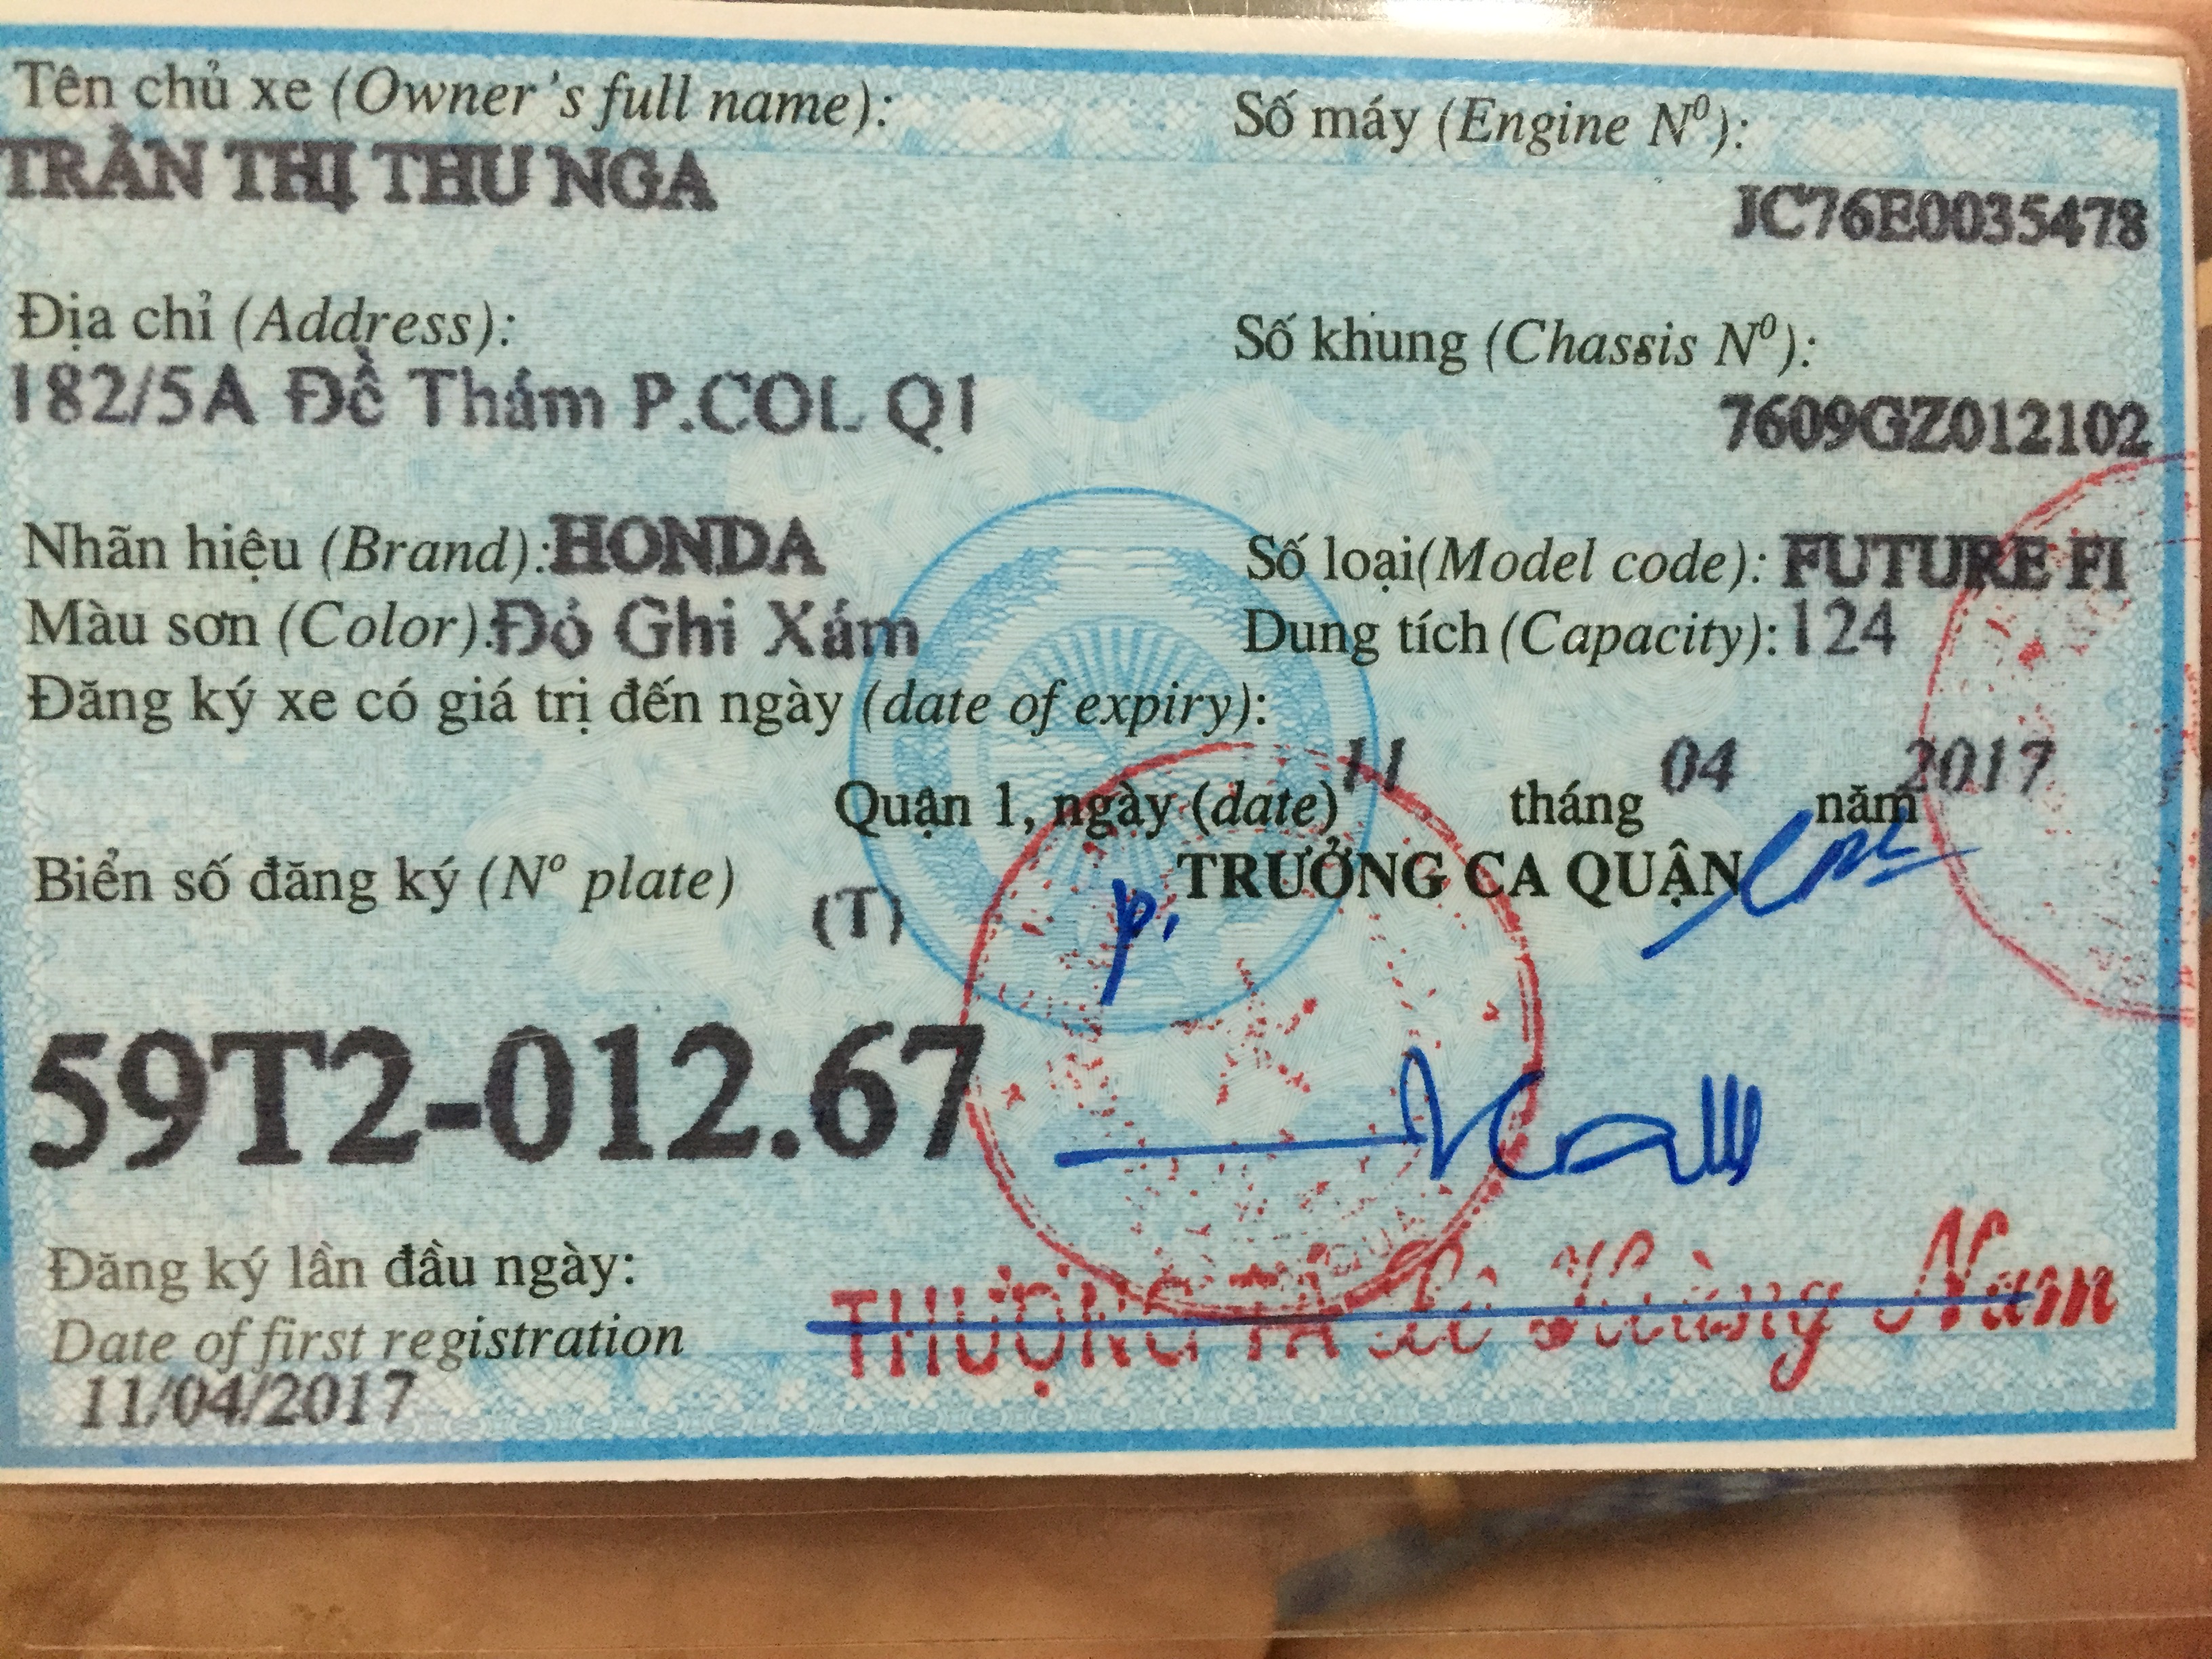 Tên chủ xe (Owner's full name): Số máy (Engine Nº):
TRẦN THỊ THU NGA JC76E0035478
Địa chỉ (Address): Số khung (Chassis Nº):
182/5A Đề Thám P.COL Q1 7609GZ012102
Nhãn hiệu (Brand): HONDA Số loại(Model code): FUTURE FI
Màu sơn (Color): Đỏ Ghi Xám Dung tích (Capacity): 124
Đăng ký xe có giá trị đến ngày (date of expiry):
Quận 1, ngày (date) 11 tháng 04 năm 2017
Biển số đăng ký (Nº plate) (T) TRƯỞNG CA QUẬN
59T2-012.67
Đăng ký lần đầu ngày:
Date of first registration
11/04/2017
THƯỢNG TÁ Nam